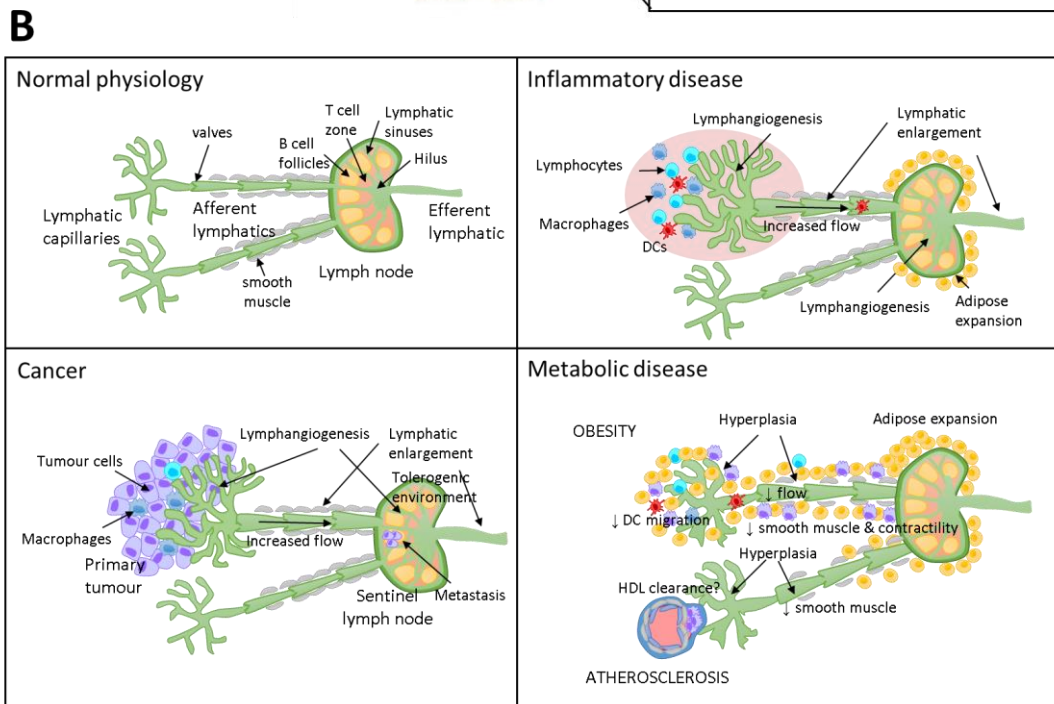 B
Normal physiology
valves
B cell
follicles
T cell
zone
Lymphatic
sinuses
Hilus
Lymphatic
capillaries
Afferent
lymphatics
smooth
muscle
Lymph node
Efferent
lymphatic
Inflammatory disease
Lymphangiogenesis
Lymphatic
enlargement
Lymphocytes
Macrophages
DCs
Increased flow
Lymphangiogenesis
Adipose
expansion
Cancer
Lymphangiogenesis
Lymphatic
enlargement
Tumour cells
Tolerogenic
environment
Macrophages
Increased flow
Primary
tumour
Sentinel
lymph node
Metastasis
Metabolic disease
OBESITY
Hyperplasia
Adipose expansion
↓ flow
↓ DC migration
↓ smooth muscle & contractility
Hyperplasia
HDL clearance?
↓ smooth muscle
ATHEROSCLEROSIS